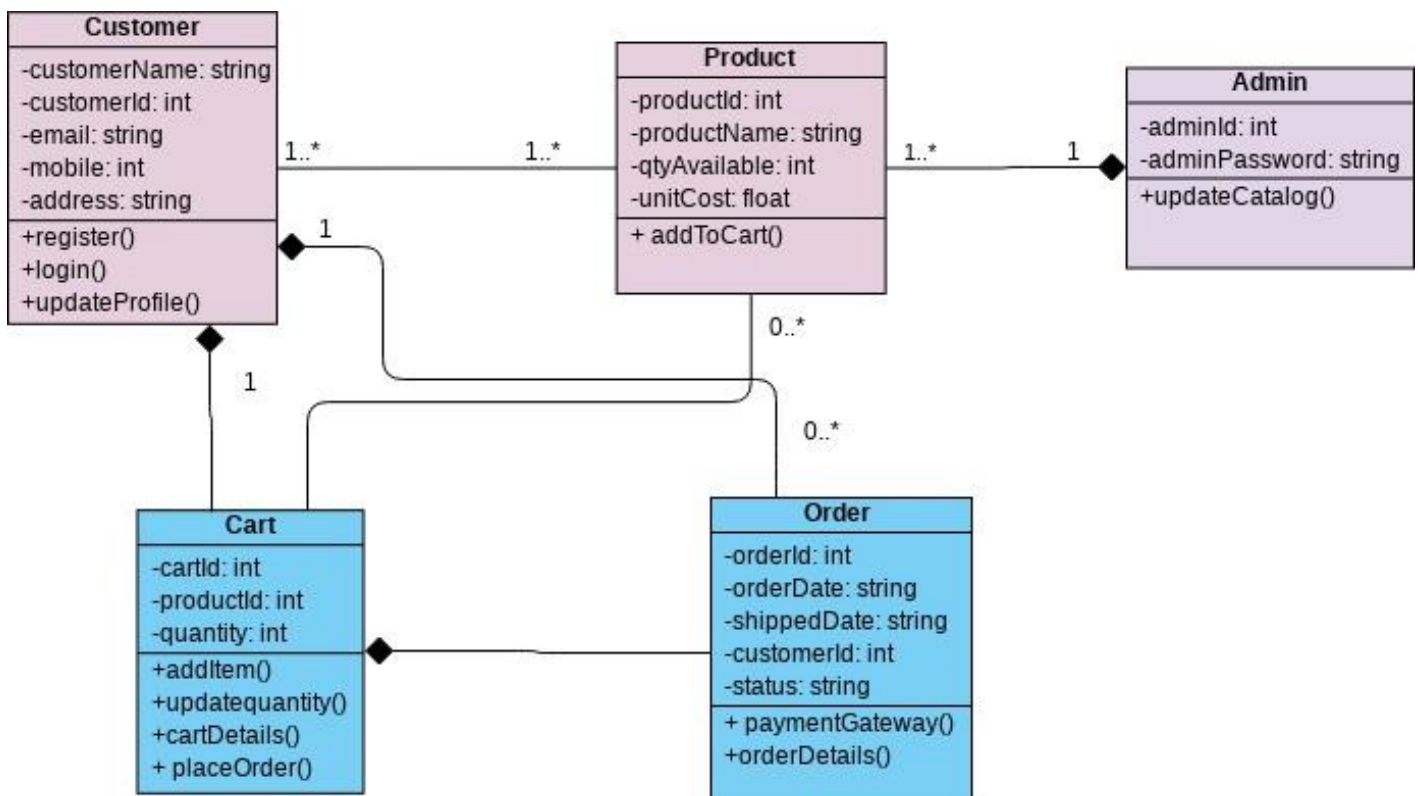 Customer
-customerName: string
-customerId: int
-email: string
-mobile: int
-address: string
+register()
+login()
+updateProfile()
1..*
1..*
Product
-productId: int
-productName: string
-qtyAvailable: int
-unitCost: float
+ addToCart()
1..*
1
Admin
-adminId: int
-adminPassword: string
+updateCatalog()
1
0..*
1
0..*
Cart
-cartId: int
-productId: int
-quantity: int
+addItem()
+updatequantity()
+cartDetails()
+ placeOrder()
Order
-orderId: int
-orderDate: string
-shippedDate: string
-customerId: int
-status: string
+ paymentGateway()
+orderDetails()